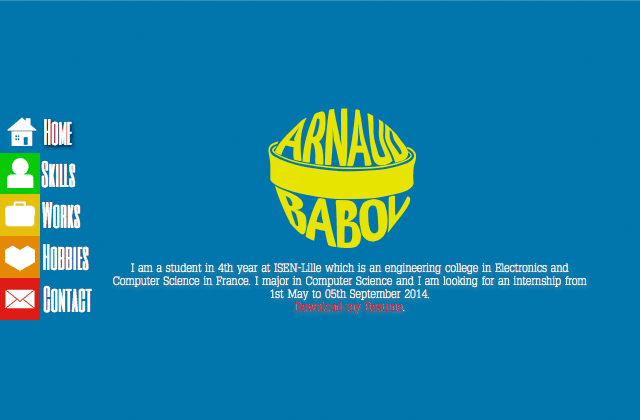 ARNAUD
BABOL
Home
Skills
Works
Hobbies
Contact
I am a student in 4th year at ISEN-Lille which is an engineering college in Electronics and
Computer Science in France. I major in Computer Science and I am looking for an internship from
1st May to 05th September 2014.
Download my Resume.